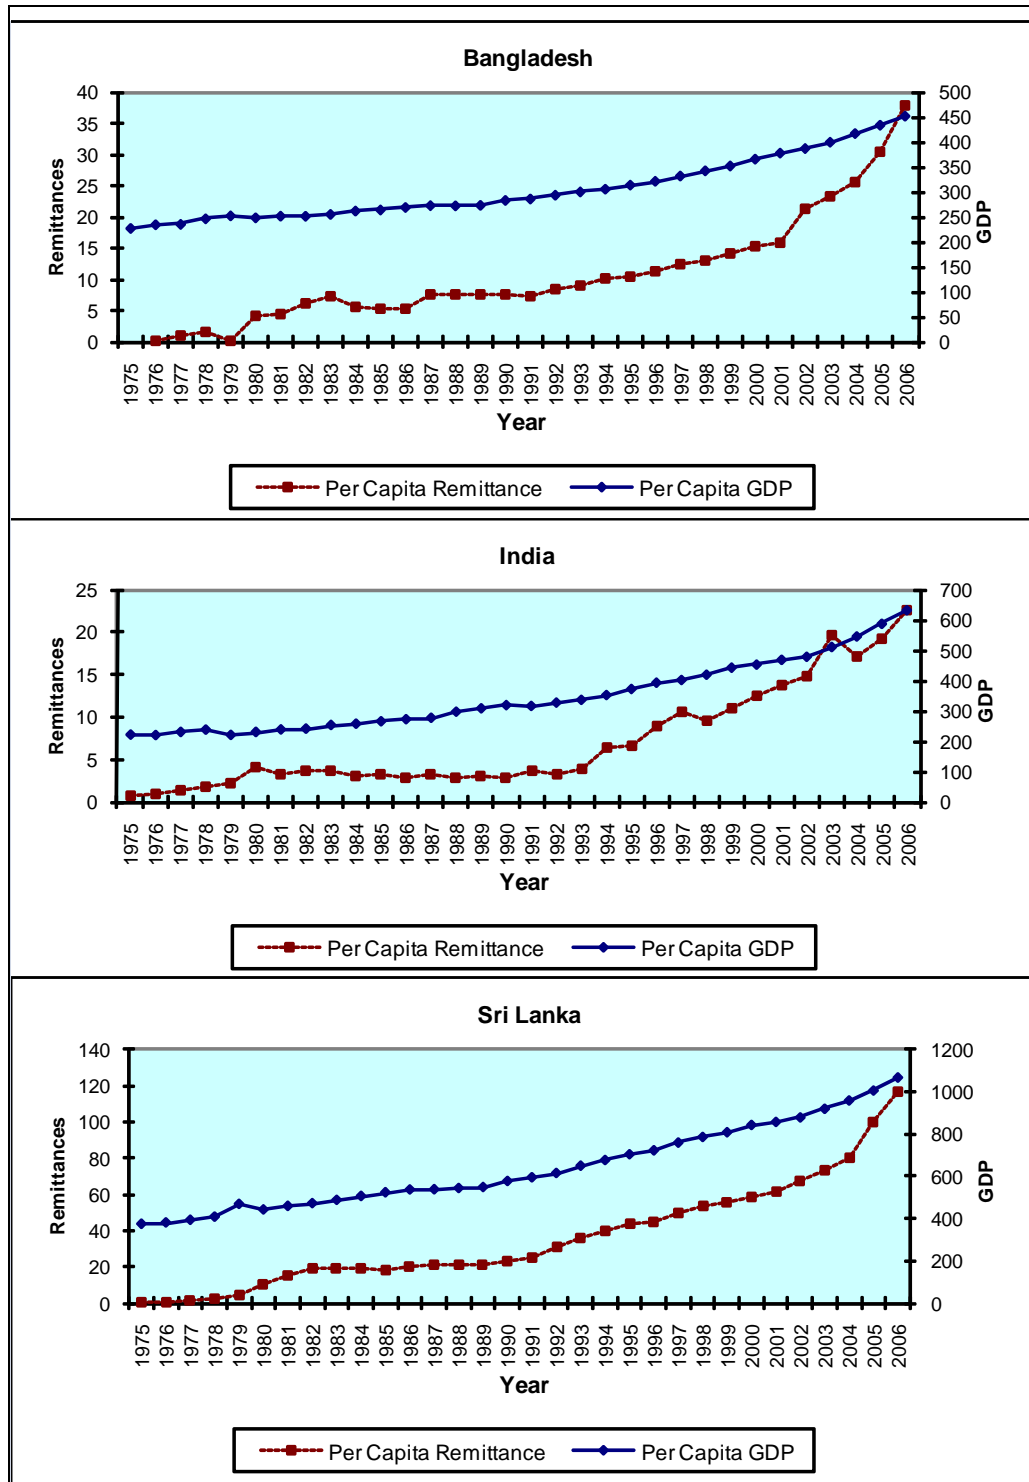 Bangladesh
40
35
30
25
20
15
10
5
0
Remittances
500
450
400
350
300
250
200
150
100
50
0
GDP
1975 1976 1977 1978 1979 1980 1981 1982 1983 1984 1985 1986 1987 1988 1989 1990 1991 1992 1993 1994 1995 1996 1997 1998 1999 2000 2001 2002 2003 2004 2005 2006
Year
Per Capita Remittance Per Capita GDP
India
25
20
15
10
5
0
Remittances
700
600
500
400
300
200
100
0
GDP
1975 1976 1977 1978 1979 1980 1981 1982 1983 1984 1985 1986 1987 1988 1989 1990 1991 1992 1993 1994 1995 1996 1997 1998 1999 2000 2001 2002 2003 2004 2005 2006
Year
Per Capita Remittance Per Capita GDP
Sri Lanka
140
120
100
80
60
40
20
0
Remittances
1200
1000
800
600
400
200
0
GDP
1975 1976 1977 1978 1979 1980 1981 1982 1983 1984 1985 1986 1987 1988 1989 1990 1991 1992 1993 1994 1995 1996 1997 1998 1999 2000 2001 2002 2003 2004 2005 2006
Year
Per Capita Remittance Per Capita GDP